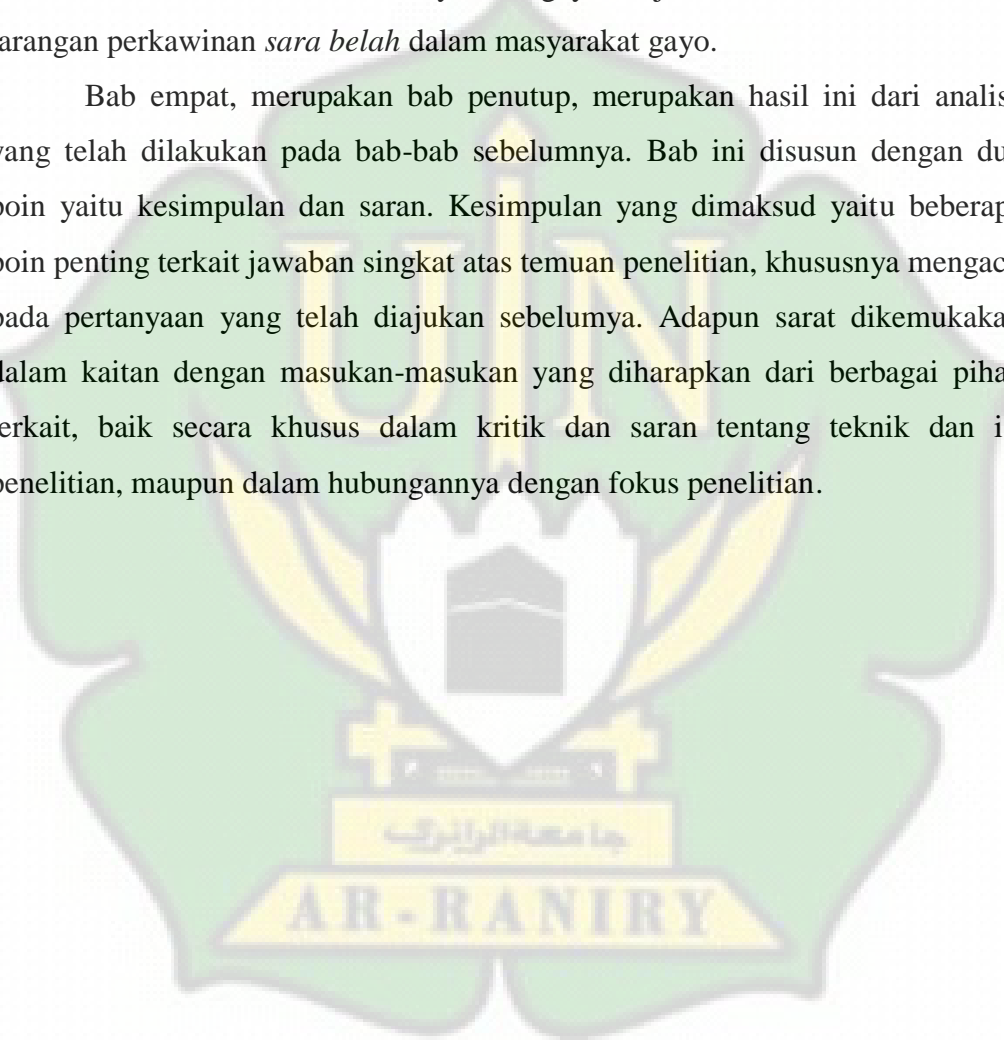 arangan perkawinan sara belah dalam masyarakat gayo.
Bab empat, merupakan bab penutup, merupakan hasil ini dari analis
yang telah dilakukan pada bab-bab sebelumnya. Bab ini disusun dengan du
poin yaitu kesimpulan dan saran. Kesimpulan yang dimaksud yaitu beberap
poin penting terkait jawaban singkat atas temuan penelitian, khususnya mengac
pada pertanyaan yang telah diajukan sebelumya. Adapun sarat dikemukaka
dalam kaitan dengan masukan-masukan yang diharapkan dari berbagai piha
terkait, baik secara khusus dalam kritik dan saran tentang teknik dan i
penelitian, maupun dalam hubungannya dengan fokus penelitian.
UIN
جامعة الرانيري
AR-RANIRY